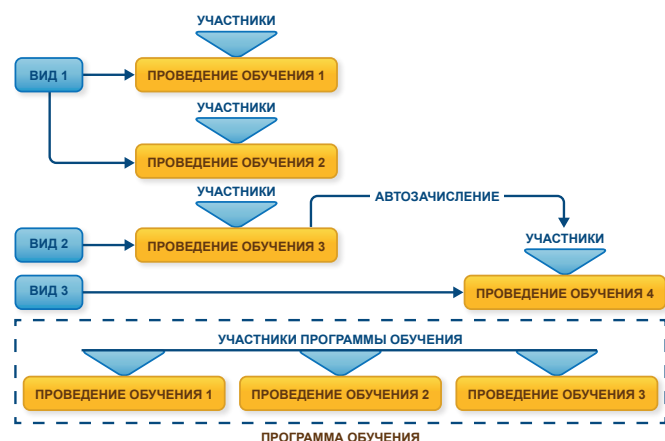 УЧАСТНИКИ
ВИД 1
ПРОВЕДЕНИЕ ОБУЧЕНИЯ 1
УЧАСТНИКИ
ПРОВЕДЕНИЕ ОБУЧЕНИЯ 2
УЧАСТНИКИ
АВТОЗАЧИСЛЕНИЕ
ВИД 2
ПРОВЕДЕНИЕ ОБУЧЕНИЯ 3
УЧАСТНИКИ
ВИД 3
ПРОВЕДЕНИЕ ОБУЧЕНИЯ 4
УЧАСТНИКИ ПРОГРАММЫ ОБУЧЕНИЯ
ПРОВЕДЕНИЕ ОБУЧЕНИЯ 1
ПРОВЕДЕНИЕ ОБУЧЕНИЯ 2
ПРОВЕДЕНИЕ ОБУЧЕНИЯ 3
ПРОГРАММА ОБУЧЕНИЯ